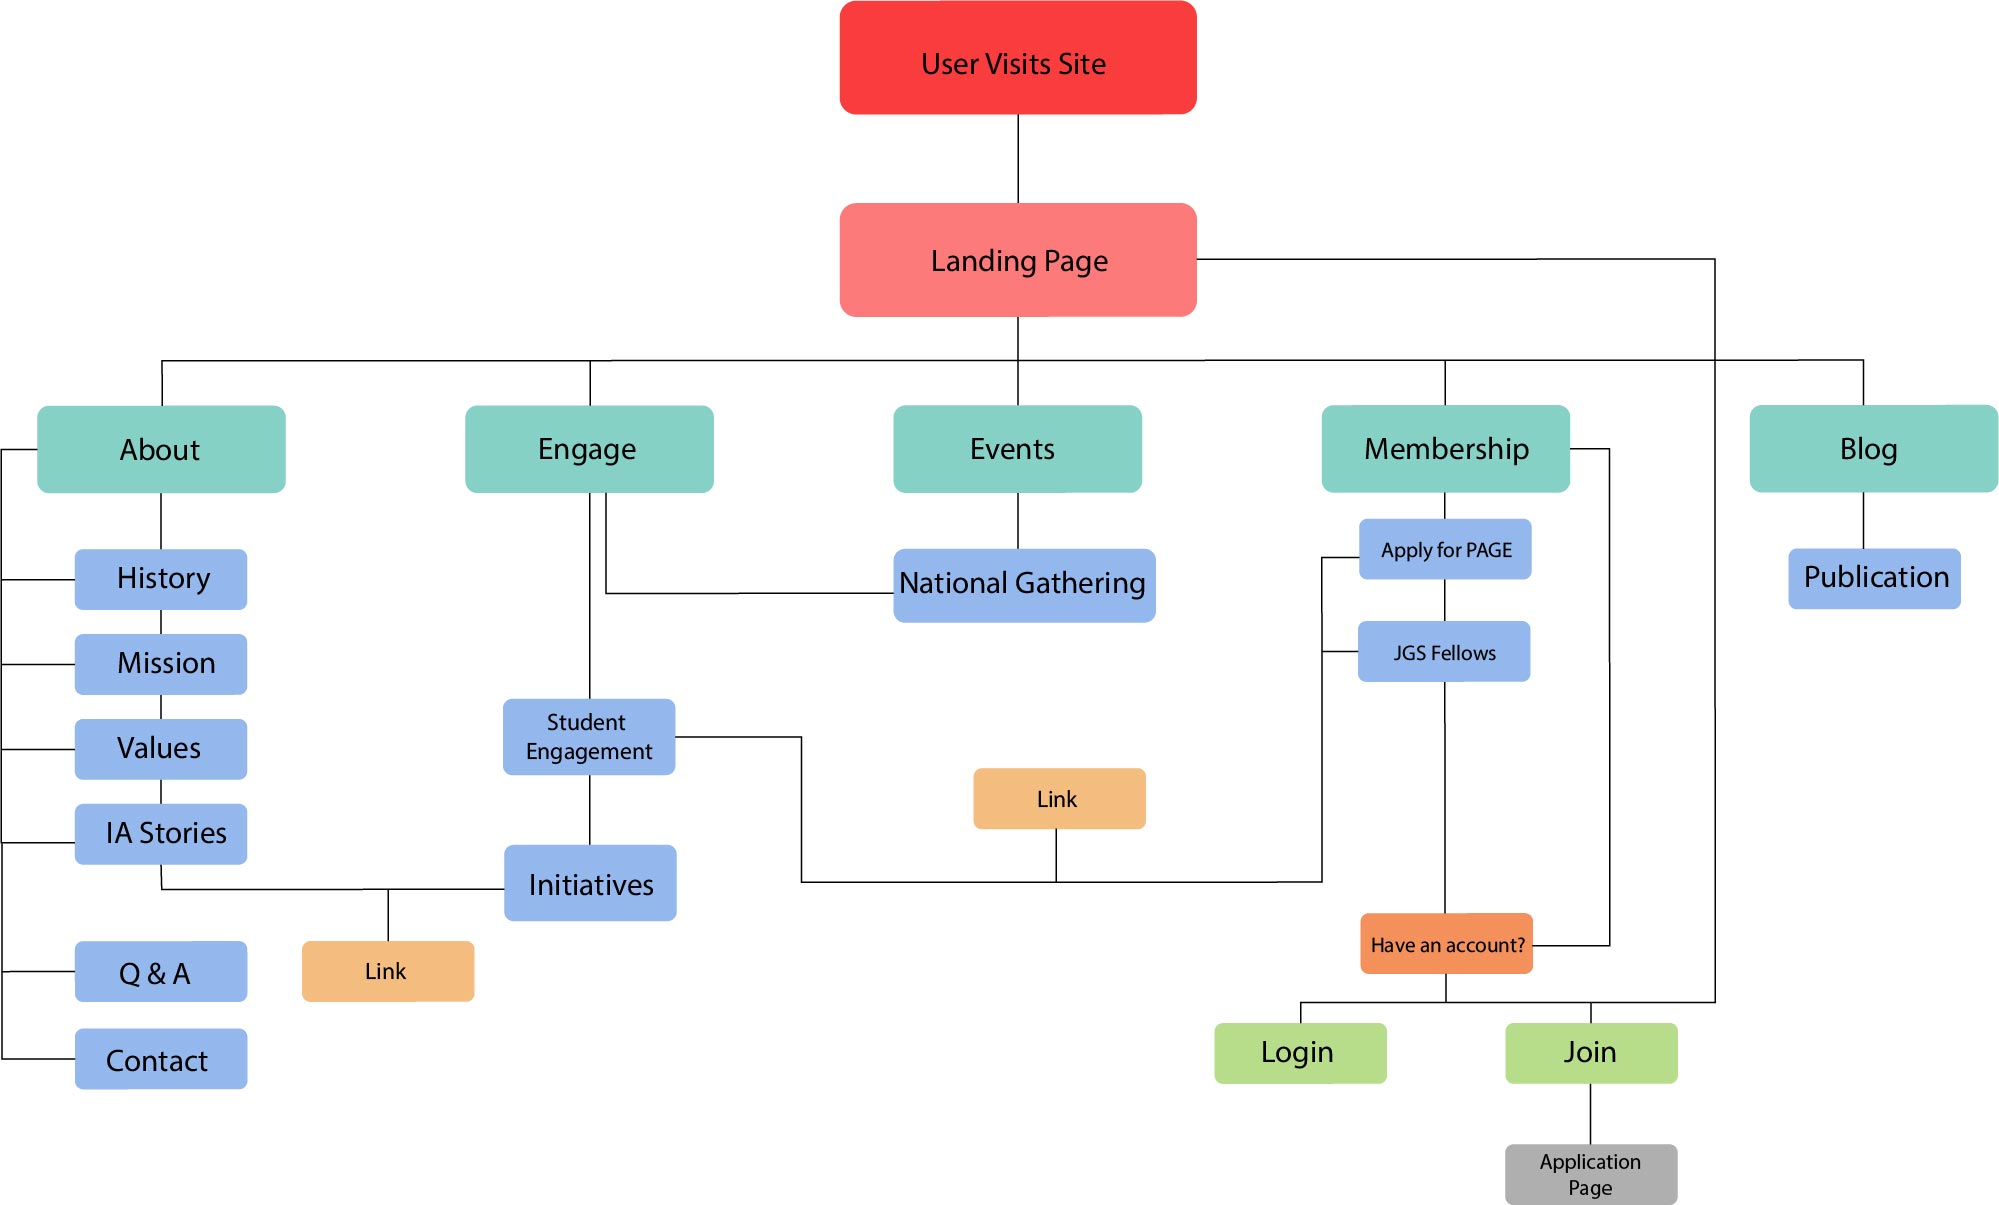 User Visits Site
Landing Page
About
Engage
Events
Membership
Blog
History
Mission
Values
IA Stories
Q & A
Contact
Student
Engagement
Initiatives
Link
National Gathering
Link
Apply for PAGE
JGS Fellows
Have an account?
Login
Join
Application
Page
Publication